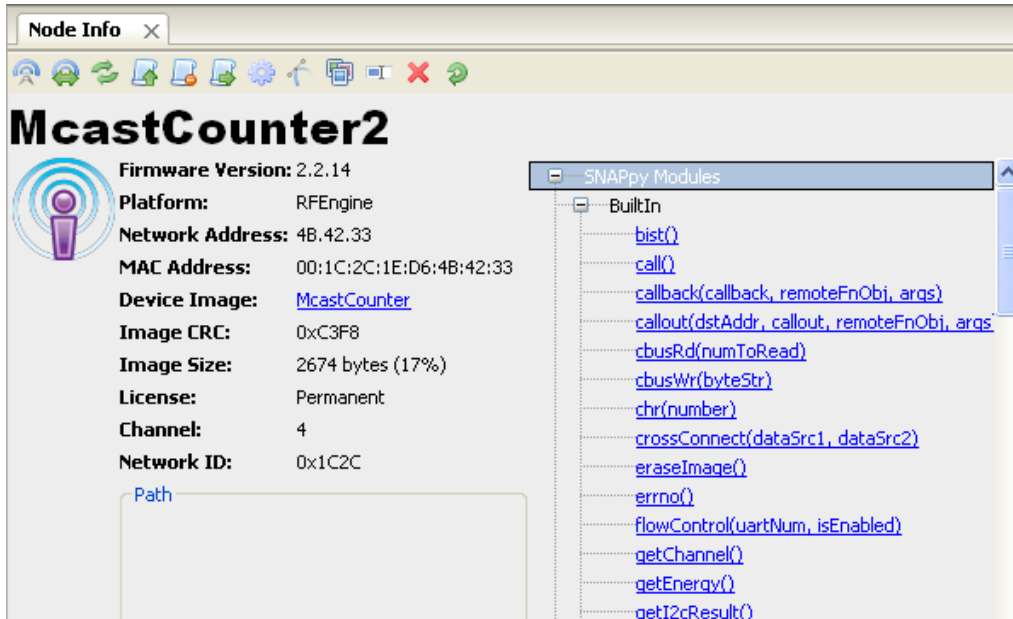 Node Info
McastCounter2
Firmware Version: 2.2.14
Platform: RFEngine
Network Address: 4B.42.33
MAC Address: 00:1C:2C:1E:D6:4B:42:33
Device Image: McastCounter
Image CRC: 0xC3F8
Image Size: 2674 bytes (17%)
License: Permanent
Channel: 4
Network ID: 0x1C2C
Path
SNAPpy Modules
BuiltIn
bist()
call()
callback(callback, remoteFnObj, args)
callout(dstAddr, callout, remoteFnObj, args
cbusRd(numToRead)
cbusWr(byteStr)
chr(number)
crossConnect(dataSrc1, dataSrc2)
eraseImage()
errno()
flowControl(uartNum, isEnabled)
getChannel()
getEnergy()
getI2cResult()